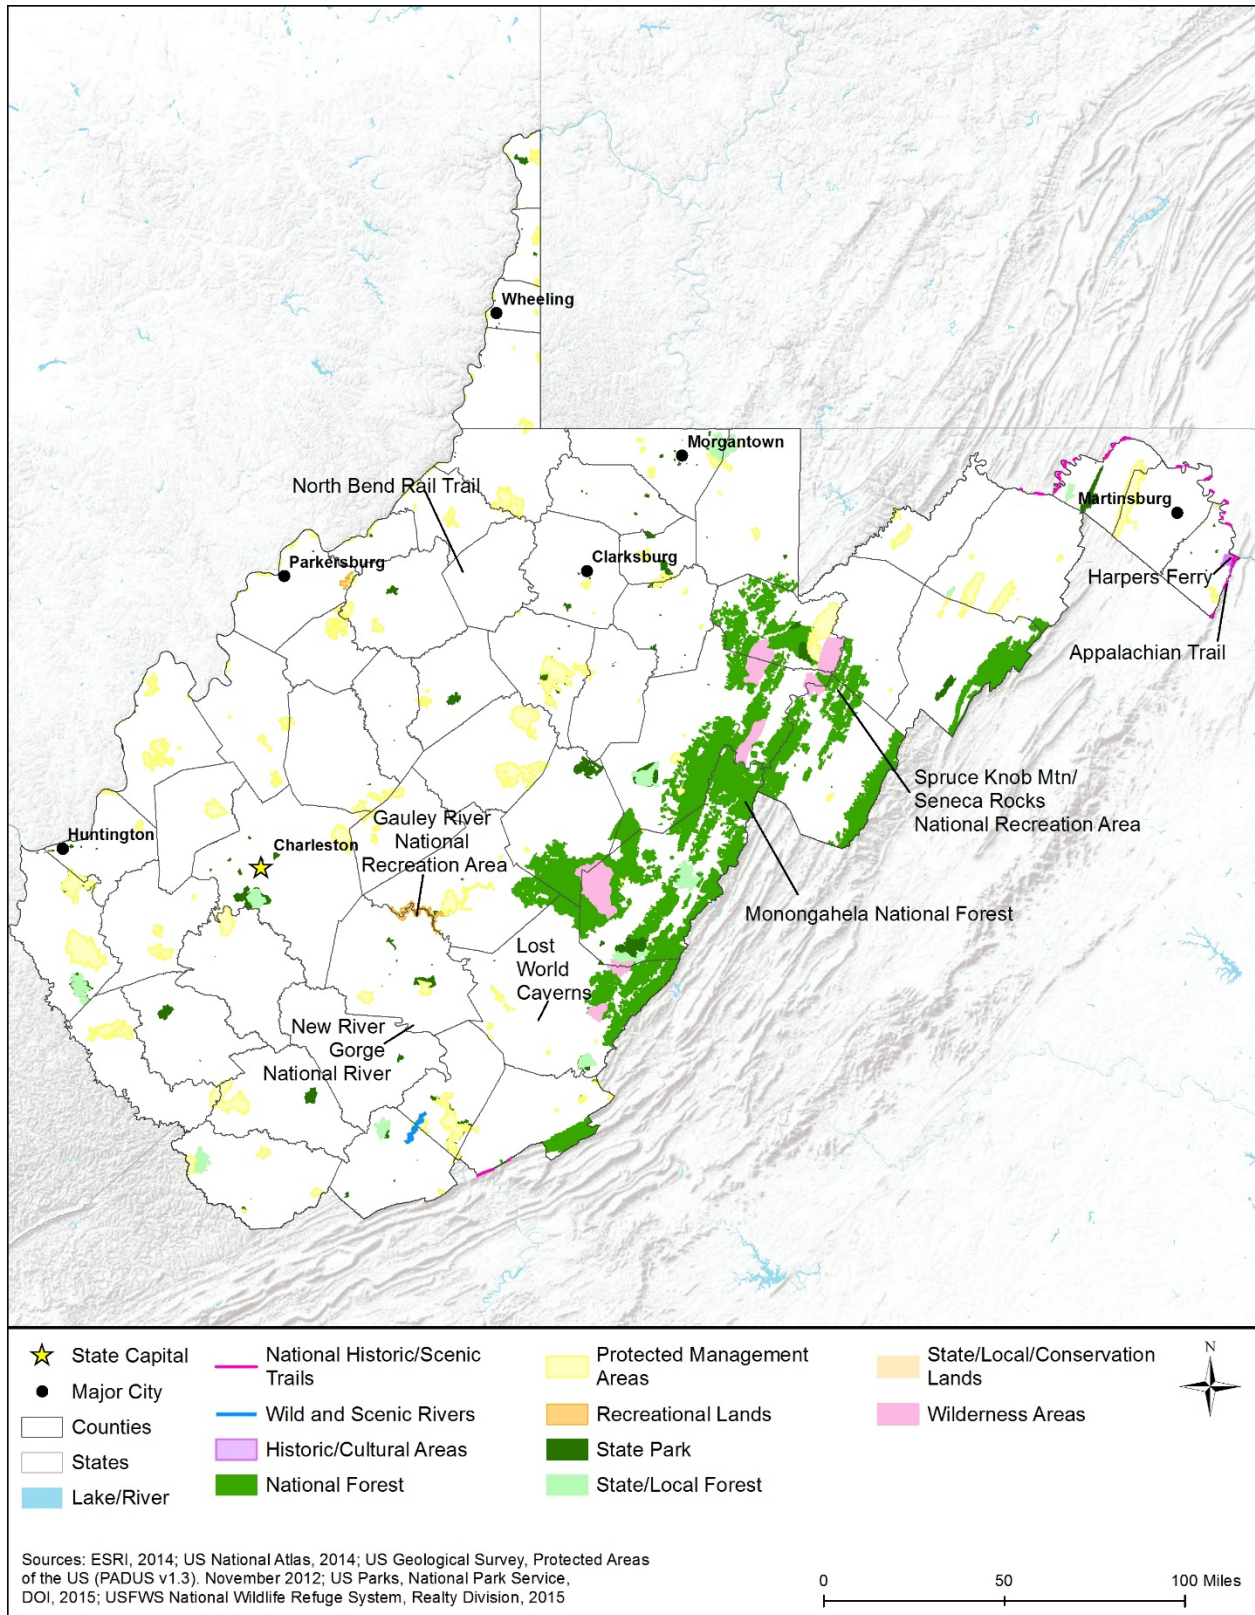 Wheeling
Morgantown
North Bend Rail Trail
Martinsburg
Parkersburg
Clarksburg
Harpers Ferry
Appalachian Trail
Spruce Knob Mtn/
Seneca Rocks
National Recreation Area
Gauley River
National
Recreation Area
Huntington
Charleston
Monongahela National Forest
Lost
World
Caverns
New River
Gorge
National River
State Capital
Major City
Counties
States
Lake/River
National Historic/Scenic
Trails
Wild and Scenic Rivers
Historic/Cultural Areas
National Forest
Protected Management
Areas
Recreational Lands
State Park
State/Local Forest
State/Local/Conservation
Lands
Wilderness Areas
N
Sources: ESRI, 2014; US National Atlas, 2014; US Geological Survey, Protected Areas
of the US (PADUS v1.3). November 2012; US Parks, National Park Service,
DOI, 2015; USFWS National Wildlife Refuge System, Realty Division, 2015
0 50 100 Miles